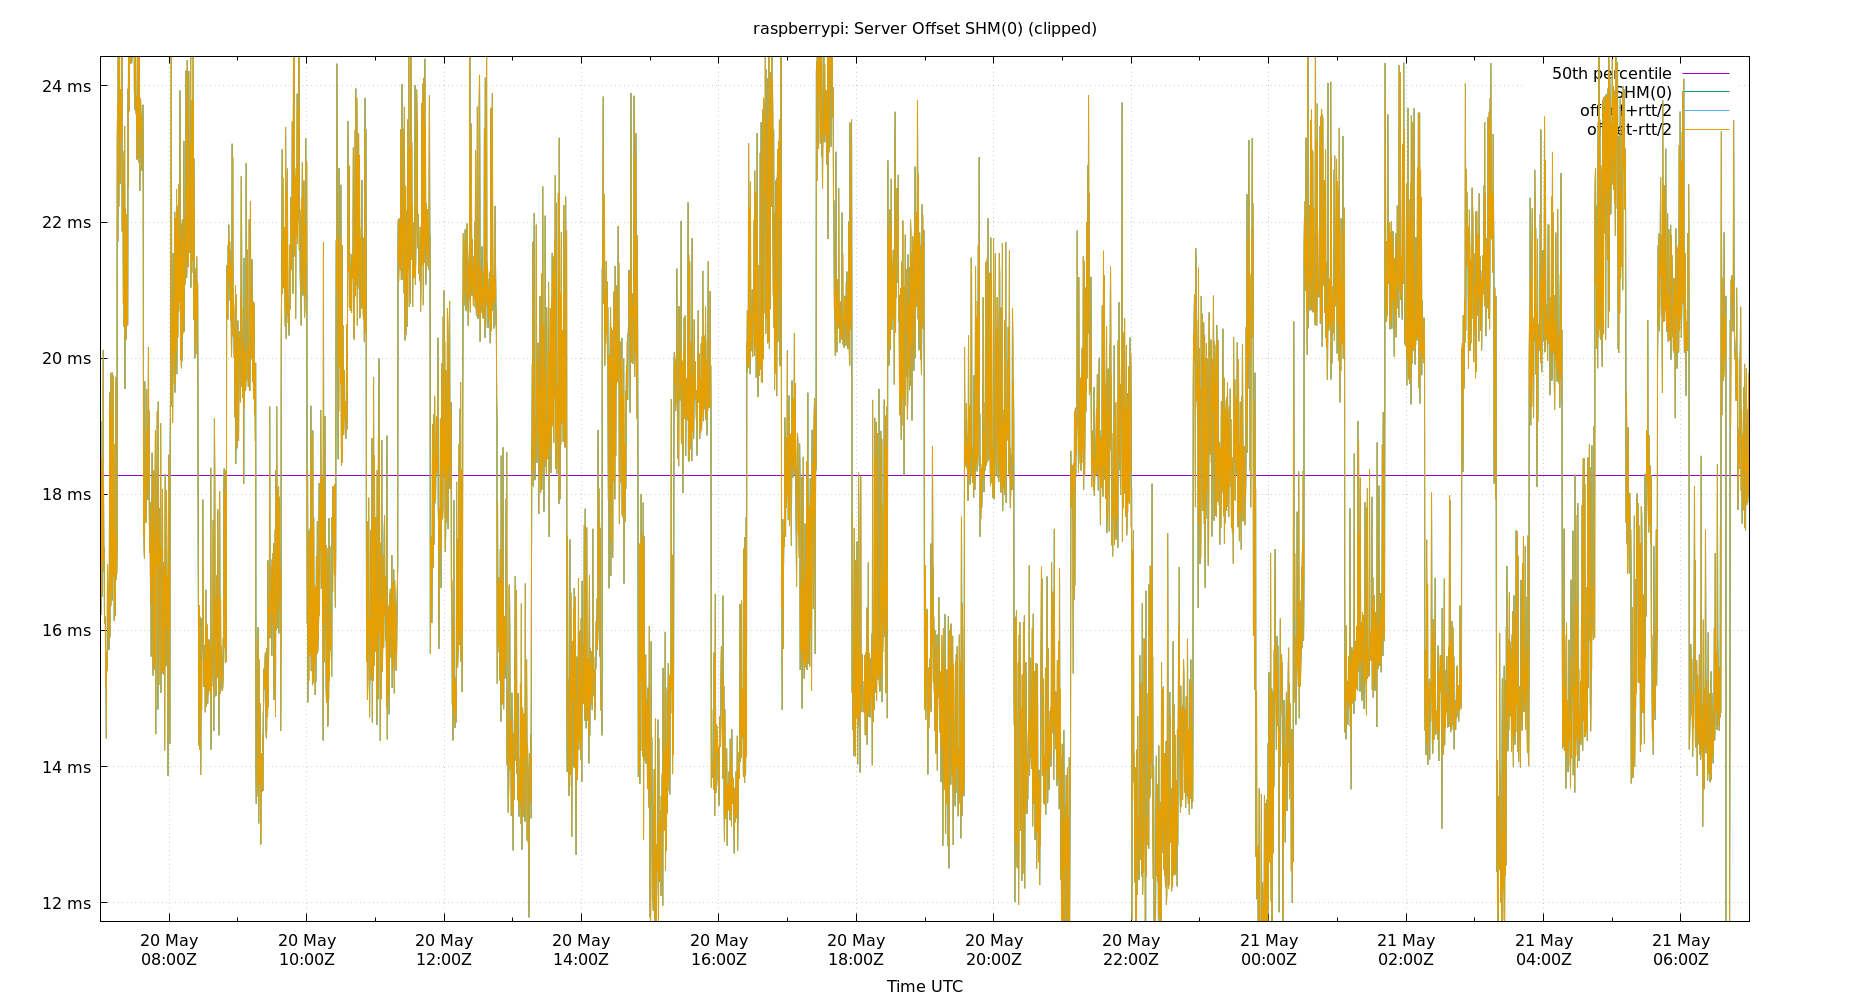 raspberrypi: Server Offset SHM(0) (clipped)
24 ms
22 ms
20 ms
18 ms
16 ms
14 ms
12 ms
50th percentile
SHM(0)
offset+rtt/2
offset-rtt/2
20 May 20 May 20 May 20 May 20 May 20 May 20 May 20 May 21 May 21 May 21 May 21 May
08:00Z 10:00Z 12:00Z 14:00Z 16:00Z 18:00Z 20:00Z 22:00Z 00:00Z 02:00Z 04:00Z 06:00Z
Time UTC